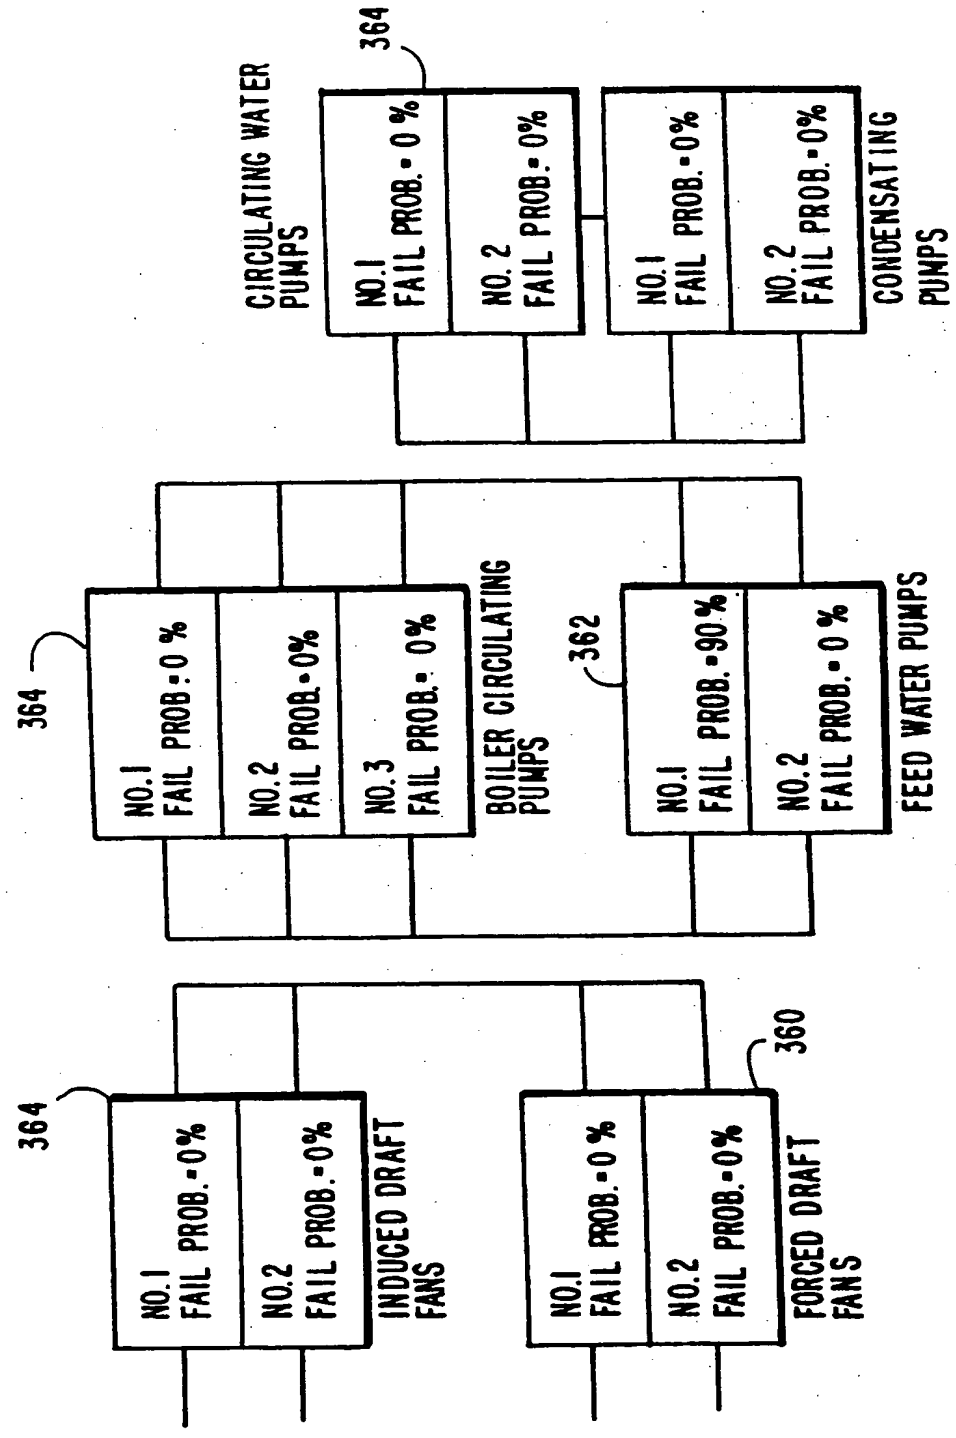 364
NO.1
FAIL PROB.=0%
NO.2
FAIL PROB.=0%
INDUCED DRAFT
FANS
NO.1
FAIL PROB.=0%
NO.2
FAIL PROB.=0%
360
FORCED DRAFT
FANS
364
NO.1
FAIL PROB.=0%
NO.2
FAIL PROB.=0%
NO.3
FAIL PROB.=0%
BOILER CIRCULATING
PUMPS
362
NO.1
FAIL PROB.=90%
NO.2
FAIL PROB.=0%
FEED WATER PUMPS
CIRCULATING WATER
PUMPS
364
NO.1
FAIL PROB.=0%
NO.2
FAIL PROB.=0%
NO.1
FAIL PROB.=0%
NO.2
FAIL PROB.=0%
CONDENSATING
PUMPS